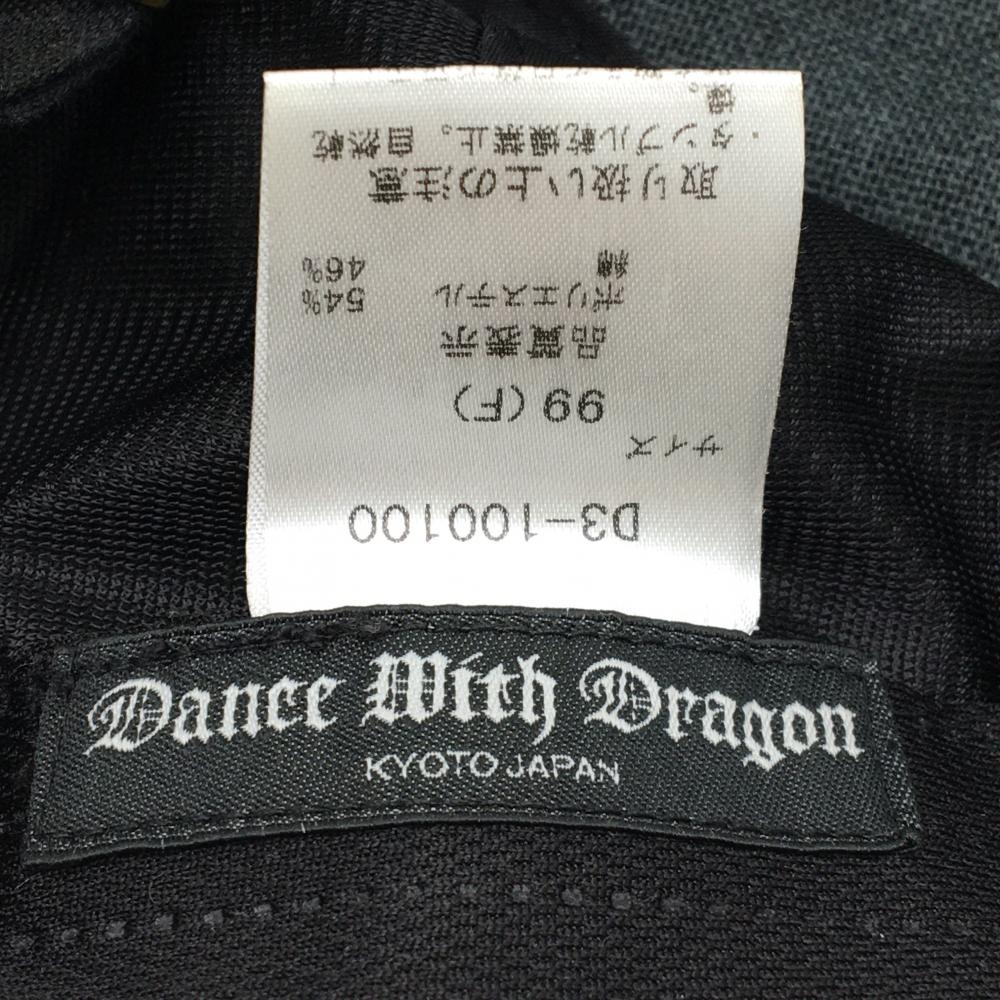 D3-100100
サイズ
99 (F)
品質表示
ポリエステル 54%
綿 46%
取り扱い上の注意
タンブル乾燥禁止。自然乾
燥。
Dance With Dragon
KYOTO JAPAN